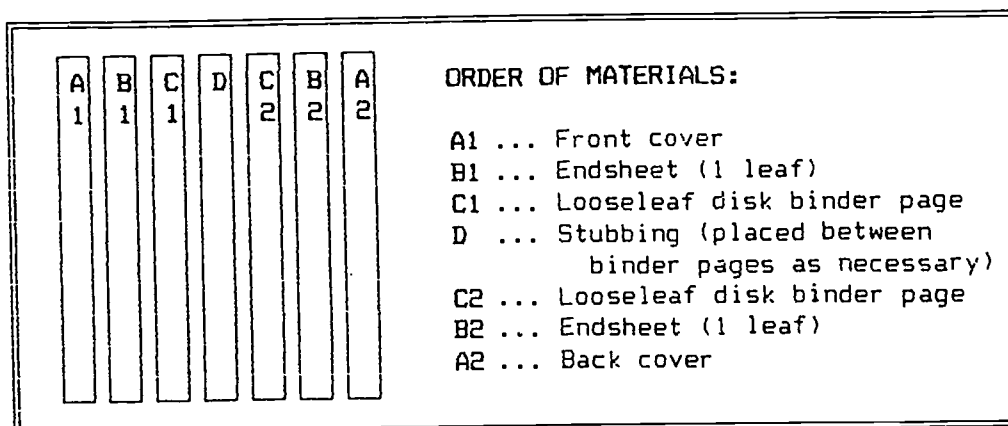 A B C D C B A
1 1 1 2 2 2
ORDER OF MATERIALS:
A1 ... Front cover
B1 ... Endsheet (1 leaf)
C1 ... Looseleaf disk binder page
D ... Stubbing (placed between
binder pages as necessary)
C2 ... Looseleaf disk binder page
B2 ... Endsheet (1 leaf)
A2 ... Back cover